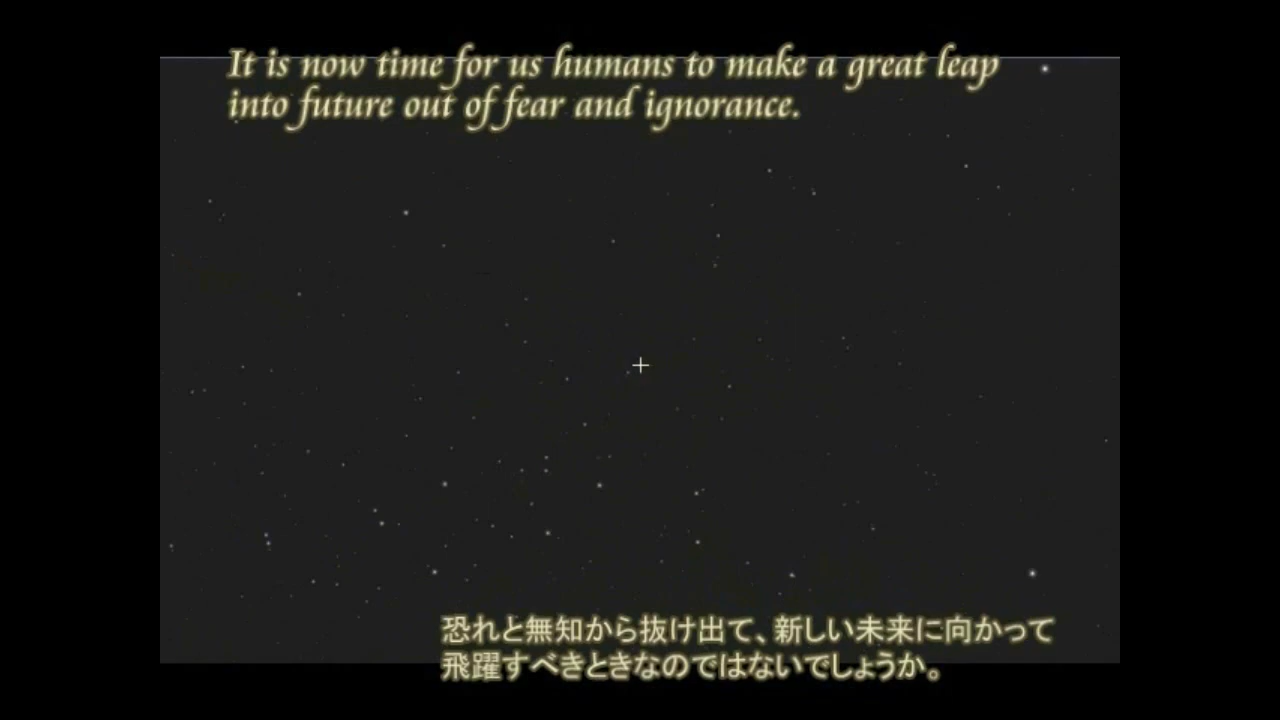 It is now time for us humans to make a great leap
into future out of fear and ignorance.
恐れと無知から抜け出て、新しい未来に向かって
飛躍すべきときなのではないでしょうか。